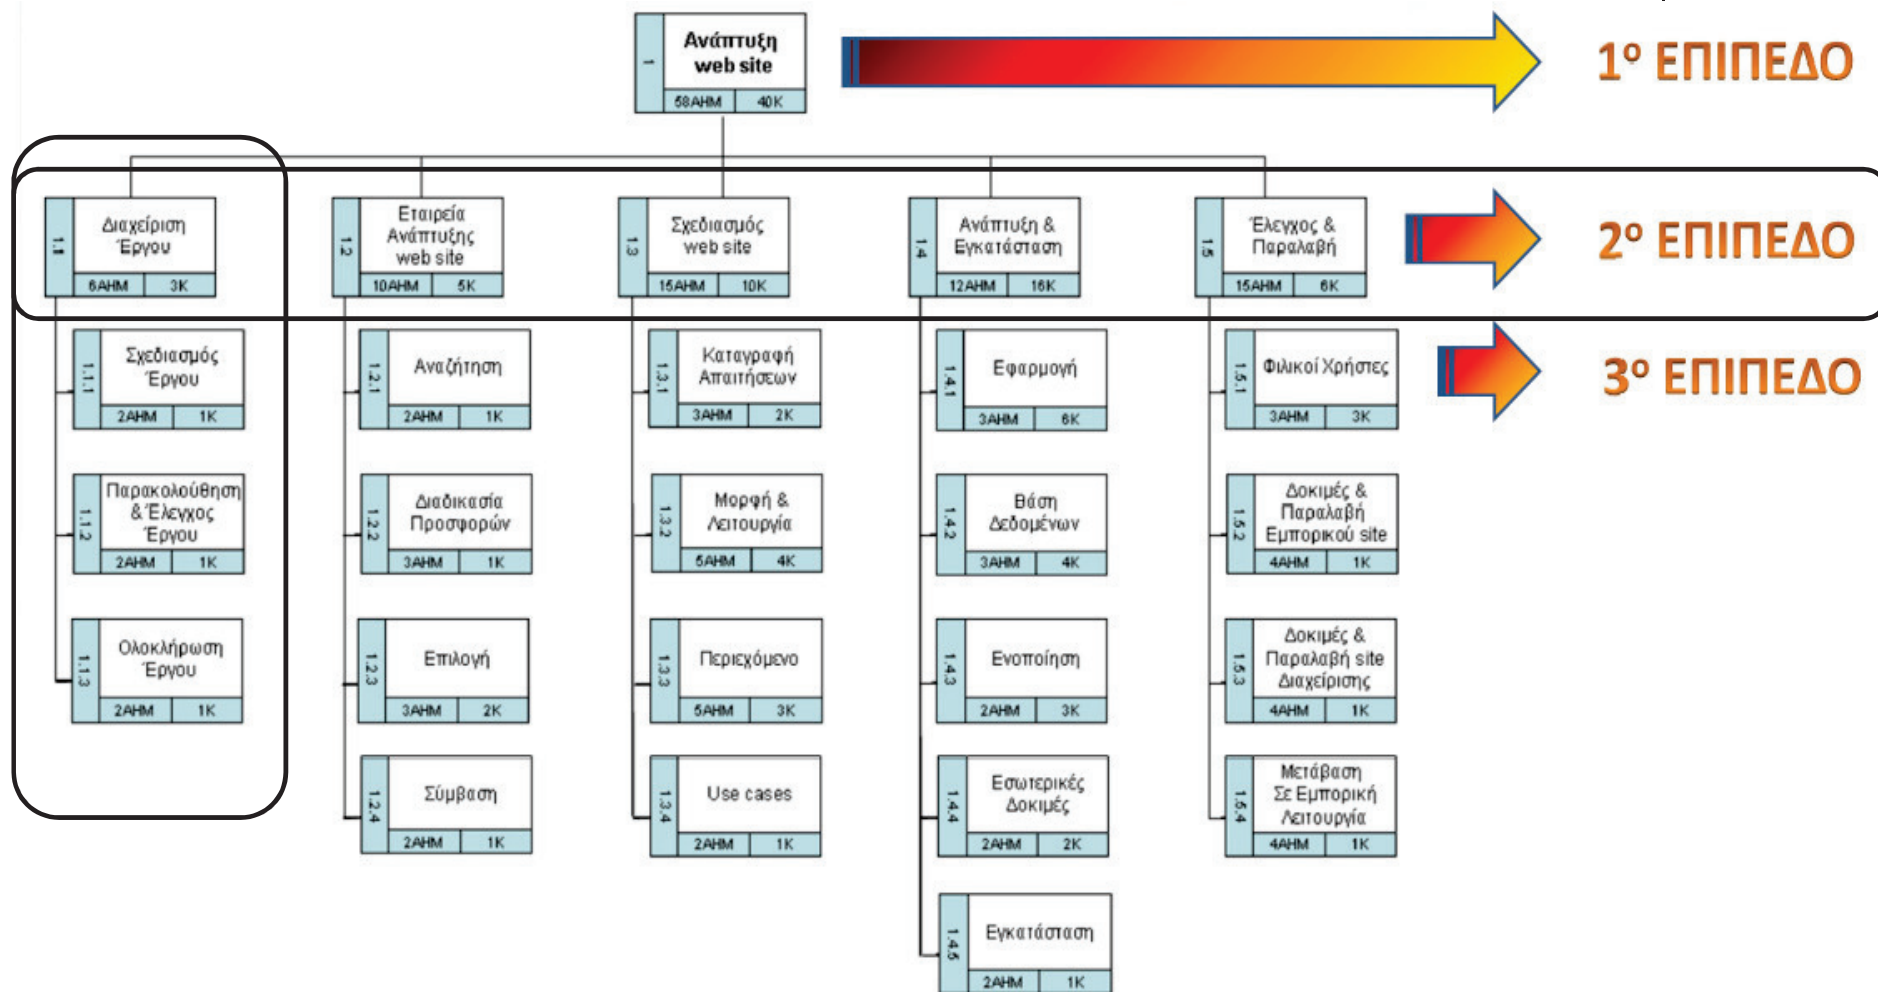 1
Ανάπτυξη
web site
58ΑΗΜ 40Κ
1ο ΕΠΙΠΕΔΟ
1.1
Διαχείριση
Έργου
6ΑΗΜ 3Κ
1.2
Εταιρεία
Ανάπτυξης
web site
10ΑΗΜ 5Κ
1.3
Σχεδιασμός
web site
15ΑΗΜ 10Κ
1.4
Ανάπτυξη &
Εγκατάσταση
12ΑΗΜ 16Κ
1.5
Έλεγχος &
Παραλαβή
15ΑΗΜ 6Κ
2ο ΕΠΙΠΕΔΟ
1.1.1
Σχεδιασμός
Έργου
2ΑΗΜ 1Κ
1.2.1
Αναζήτηση
2ΑΗΜ 1Κ
1.3.1
Καταγραφή
Απαιτήσεων
3ΑΗΜ 2Κ
1.4.1
Εφαρμογή
3ΑΗΜ 6Κ
1.5.1
Φιλικοί Χρήστες
3ΑΗΜ 3Κ
3ο ΕΠΙΠΕΔΟ
1.1.2
Παρακολούθηση
& Έλεγχος
Έργου
2ΑΗΜ 1Κ
1.2.2
Διαδικασία
Προσφορών
3ΑΗΜ 1Κ
1.3.2
Μορφή &
Λειτουργία
5ΑΗΜ 4Κ
1.4.2
Βάση
Δεδομένων
3ΑΗΜ 4Κ
1.5.2
Δοκιμές &
Παραλαβή
Εμπορικού site
4ΑΗΜ 1Κ
1.1.3
Ολοκλήρωση
Έργου
2ΑΗΜ 1Κ
1.2.3
Επιλογή
3ΑΗΜ 2Κ
1.3.3
Περιεχόμενο
5ΑΗΜ 3Κ
1.4.3
Ενοποίηση
2ΑΗΜ 3Κ
1.5.3
Δοκιμές &
Παραλαβή site
Διαχείρισης
4ΑΗΜ 1Κ
1.2.4
Σύμβαση
2ΑΗΜ 1Κ
1.3.4
Use cases
2ΑΗΜ 1Κ
1.4.4
Εσωτερικές
Δοκιμές
2ΑΗΜ 2Κ
1.5.4
Μετάβαση
Σε Εμπορική
Λειτουργία
4ΑΗΜ 1Κ
1.4.5
Εγκατάσταση
2ΑΗΜ 1Κ